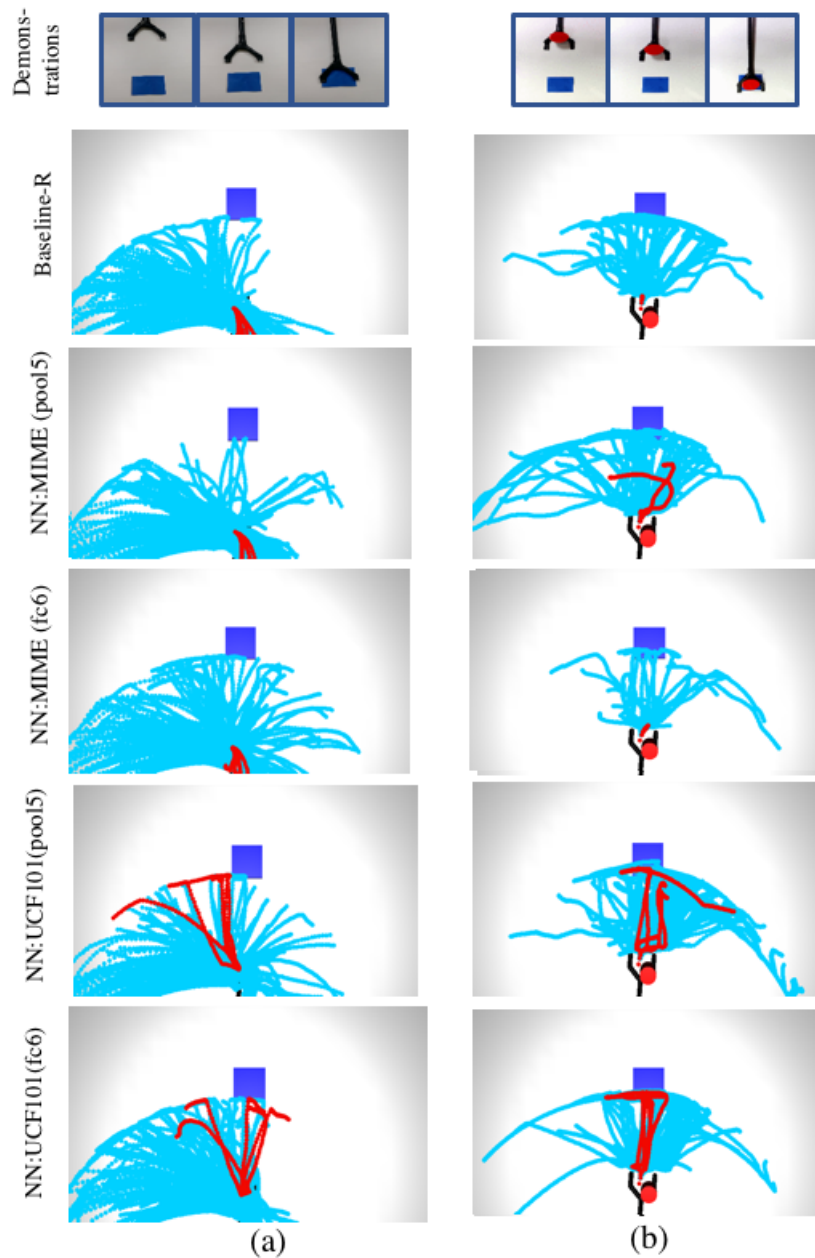 Demons-
trations
Baseline-R
NN:MIME (pool5)
NN:MIME (fc6)
NN:UCF101(pool5)
NN:UCF101(fc6)
(a)
(b)